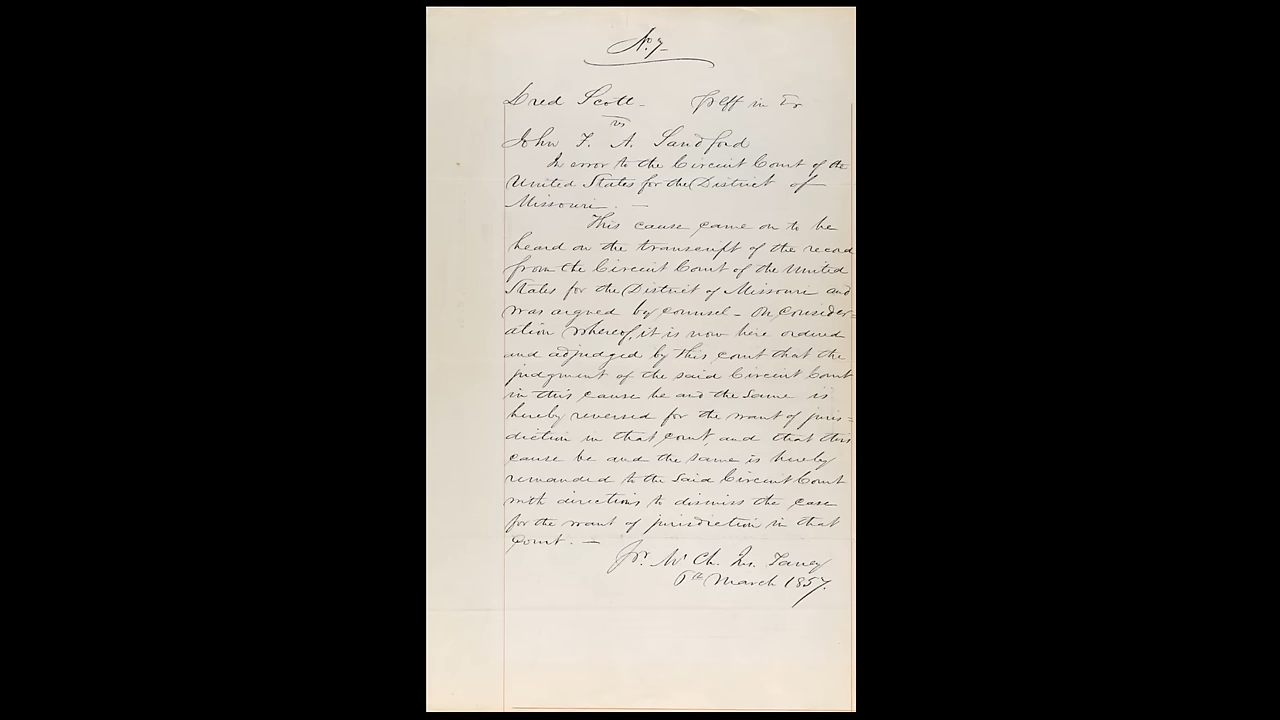 No. 7
Dred Scott - Plff in Er
vs
John F. A. Sandford
In error to the Circuit Court of the
United States for the District of
Missouri. —
This cause came on to be
heard on the transcript of the record
from the Circuit Court of the United
States for the District of Missouri and
was argued by counsel - On consider=
ation whereof, it is now here ordered
and adjudged by this court that the
judgment of the said Circuit Court
in this cause be and the same is
hereby reversed for the want of juris=
diction in that court, and that this
cause be and the same is hereby
remanded to the said Circuit Court
with directions to dismiss the case
for the want of jurisdiction in that
court. —
Pr. Mr Ch. Jus. Taney
6th March 1857.